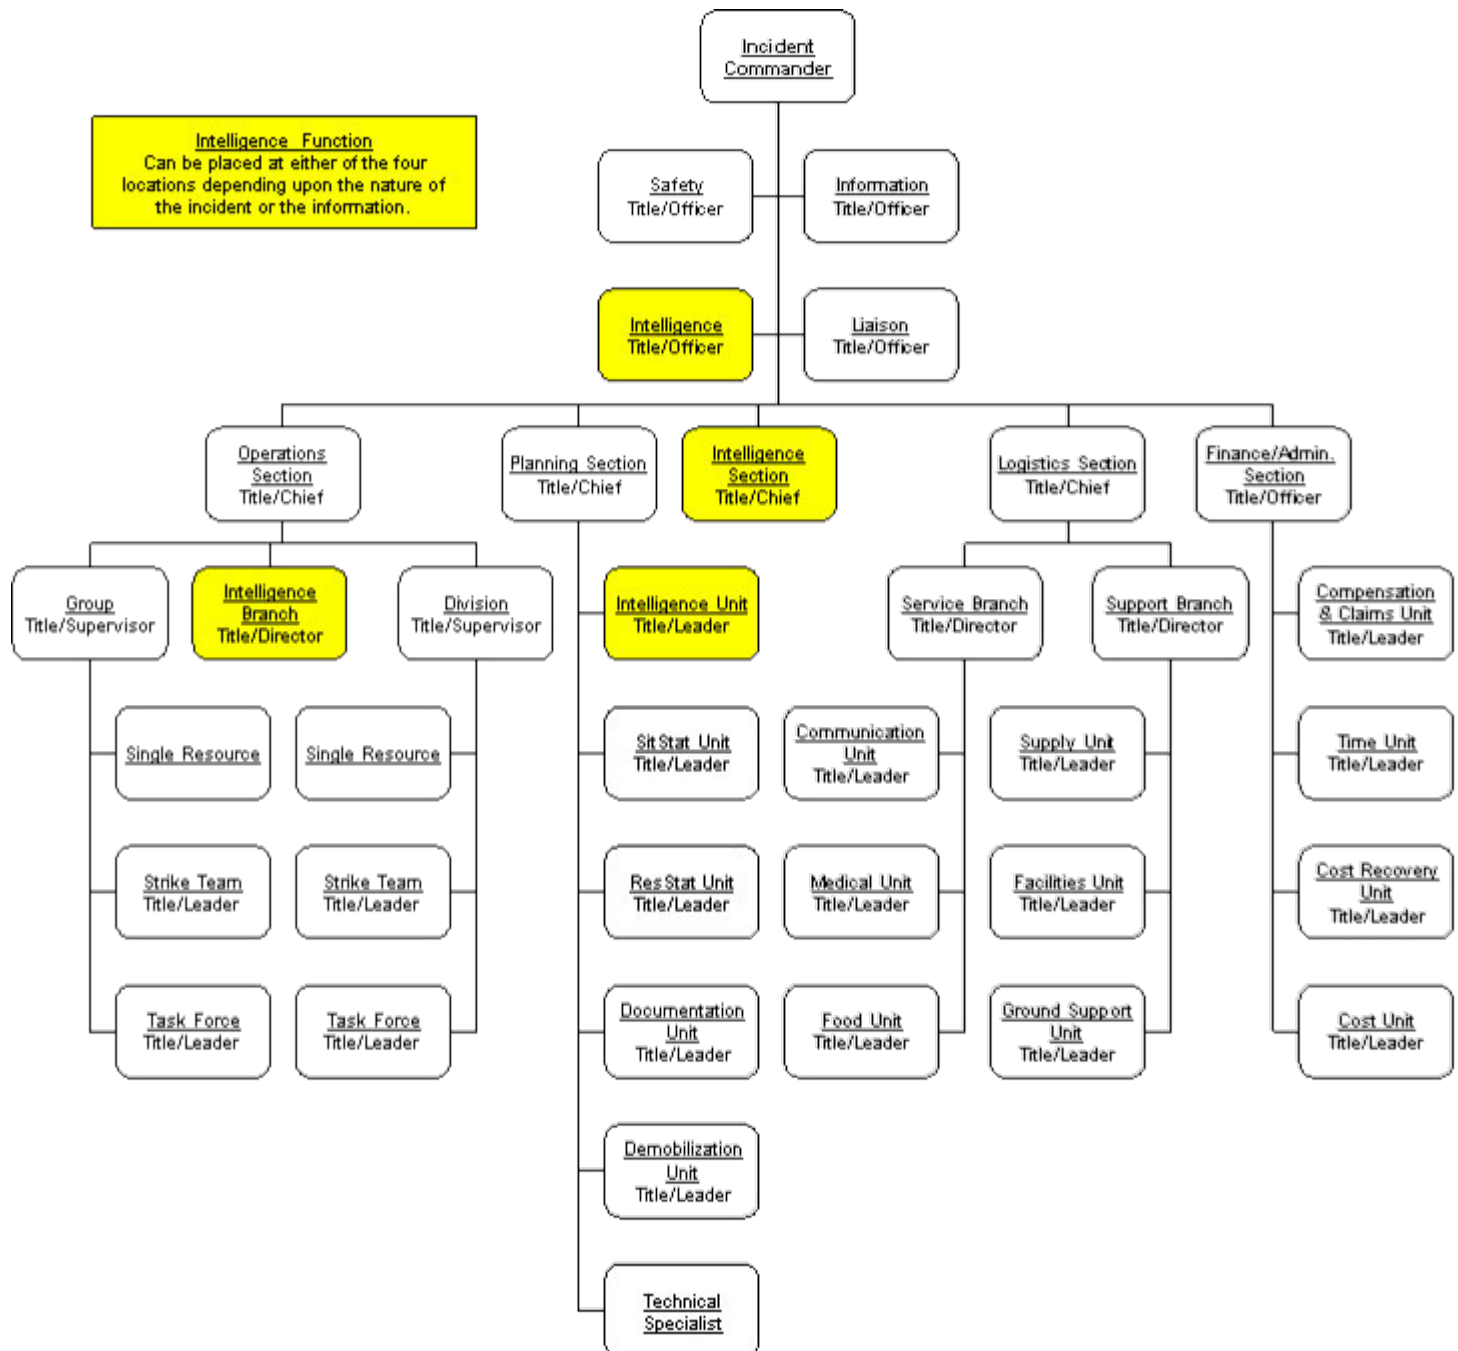 Incident
Commander
Intelligence Function
Can be placed at either of the four
locations depending upon the nature of
the incident or the information.
Safety
Title/Officer
Information
Title/Officer
Intelligence
Title/Officer
Liaison
Title/Officer
Operations
Section
Title/Chief
Planning Section
Title/Chief
Intelligence
Section
Title/Chief
Logistics Section
Title/Chief
Finance/Admin.
Section
Title/Officer
Group
Title/Supervisor
Intelligence
Branch
Title/Director
Division
Title/Supervisor
Intelligence Unit
Title/Leader
Service Branch
Title/Director
Support Branch
Title/Director
Compensation
& Claims Unit
Title/Leader
Single Resource
Single Resource
SitStat Unit
Title/Leader
Communication
Unit
Title/Leader
Supply Unit
Title/Leader
Time Unit
Title/Leader
Strike Team
Title/Leader
Strike Team
Title/Leader
ResStat Unit
Title/Leader
Medical Unit
Title/Leader
Facilities Unit
Title/Leader
Cost Recovery
Unit
Title/Leader
Task Force
Title/Leader
Task Force
Title/Leader
Documentation
Unit
Title/Leader
Food Unit
Title/Leader
Ground Support
Unit
Title/Leader
Cost Unit
Title/Leader
Demobilization
Unit
Title/Leader
Technical
Specialist